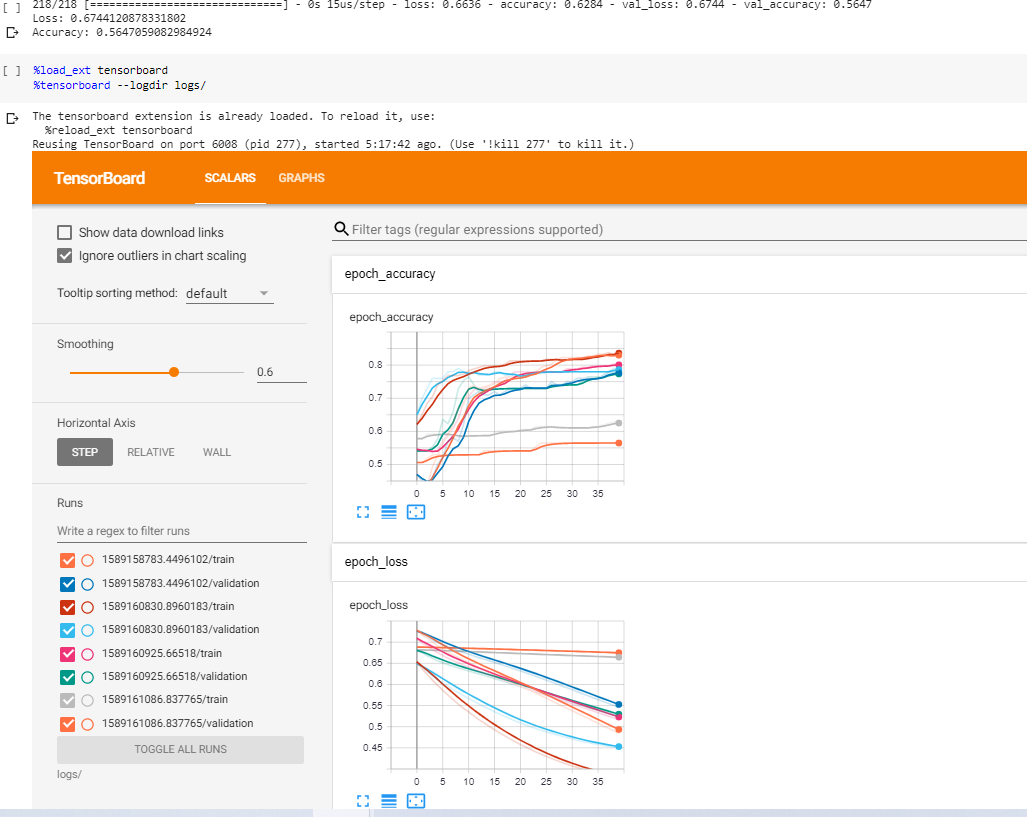 [ ] 218/218 [==============================] - 0s 15us/step - loss: 0.6636 - accuracy: 0.6284 - val_loss: 0.6744 - val_accuracy: 0.5647
Loss: 0.6744120878331802
Accuracy: 0.5647059082984924
[ ] %load_ext tensorboard
%tensorboard --logdir logs/
The tensorboard extension is already loaded. To reload it, use:
%reload_ext tensorboard
Reusing TensorBoard on port 6008 (pid 277), started 5:17:42 ago. (Use '!kill 277' to kill it.)
TensorBoard SCALARS GRAPHS
Show data download links
Ignore outliers in chart scaling
Tooltip sorting method: default
Smoothing
0.6
Horizontal Axis
STEP RELATIVE WALL
Runs
Write a regex to filter runs
1589158783.4496102/train
1589158783.4496102/validation
1589160830.8960183/train
1589160830.8960183/validation
1589160925.66518/train
1589160925.66518/validation
1589161086.837765/train
1589161086.837765/validation
TOGGLE ALL RUNS
logs/
Filter tags (regular expressions supported)
epoch_accuracy
epoch_accuracy
0.8
0.7
0.6
0.5
0 5 10 15 20 25 30 35
epoch_loss
epoch_loss
0.7
0.65
0.6
0.55
0.5
0.45
0 5 10 15 20 25 30 35